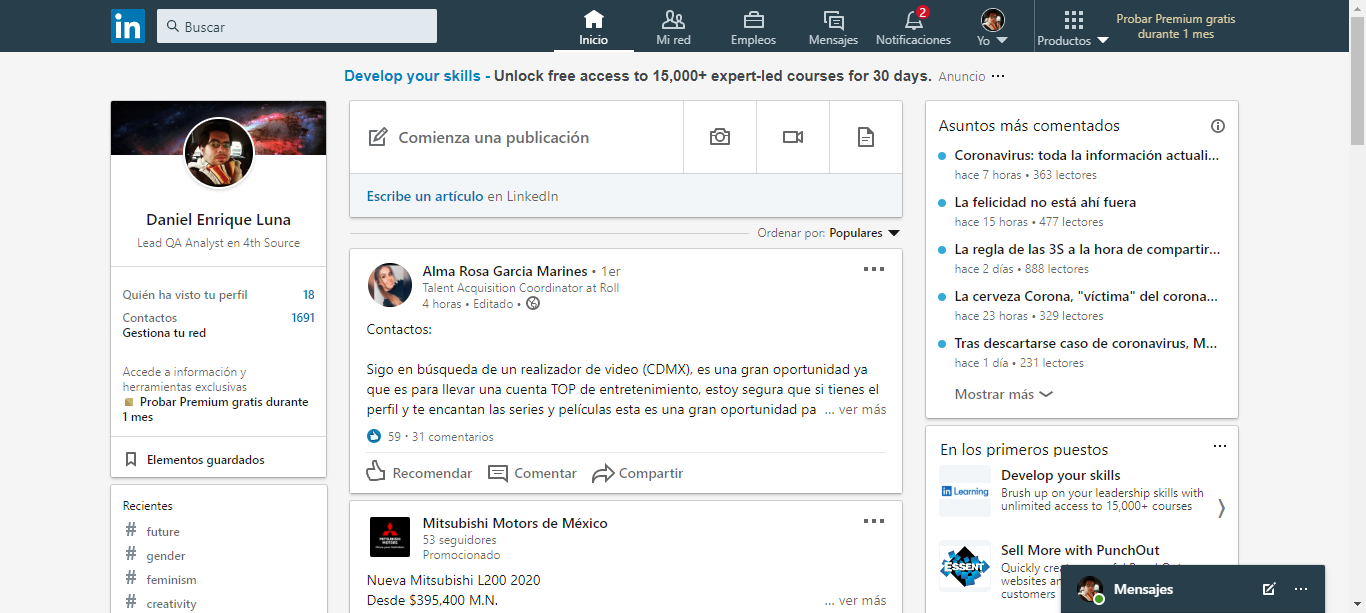 in
Buscar
Inicio
Mi red
Empleos
Mensajes
2
Notificaciones
Yo
Productos
Probar Premium gratis
durante 1 mes
Develop your skills - Unlock free access to 15,000+ expert-led courses for 30 days. Anuncio ···
Daniel Enrique Luna
Lead QA Analyst en 4th Source
Quién ha visto tu perfil 18
Contactos 1691
Gestiona tu red
Accede a información y
herramientas exclusivas
Probar Premium gratis durante
1 mes
Elementos guardados
Recientes
# future
# gender
# feminism
# creativity
Comienza una publicación
Escribe un artículo en LinkedIn
Ordenar por: Populares
Alma Rosa Garcia Marines • 1er
Talent Acquisition Coordinator at Roll
4 horas • Editado •
Contactos:
Sigo en búsqueda de un realizador de video (CDMX), es una gran oportunidad ya
que es para llevar una cuenta TOP de entretenimiento, estoy segura que si tienes el
perfil y te encantan las series y películas esta es una gran oportunidad pa ... ver más
59 • 31 comentarios
Recomendar
Comentar
Compartir
MITSUBISHI
MOTORS
Mitsubishi Motors de México
53 seguidores
Promocionado
Nueva Mitsubishi L200 2020
Desde $395,400 M.N.
... ver más
Asuntos más comentados
Coronavirus: toda la información actuali...
hace 7 horas • 363 lectores
La felicidad no está ahí fuera
hace 15 horas • 477 lectores
La regla de las 3S a la hora de compartir...
hace 2 días • 888 lectores
La cerveza Corona, "víctima" del corona...
hace 23 horas • 329 lectores
Tras descartarse caso de coronavirus, M...
hace 1 día • 231 lectores
Mostrar más
En los primeros puestos
in Learning
Develop your skills
Brush up on your leadership skills with
unlimited access to 15,000+ courses
ESSENT
Sell More with PunchOut
Quickly
websites
customers
Mensajes